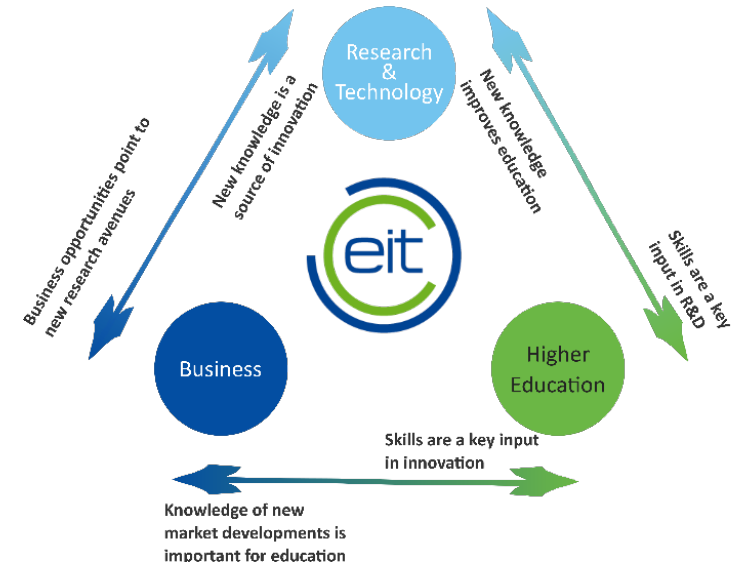 Research
&
Technology
Business opportunities point to
new research avenues
New knowledge is a
source of innovation
New knowledge
improves education
Skills are a key
input in R&D
eit
Business
Higher
Education
Skills are a key input
in innovation
Knowledge of new
market developments is
important for education